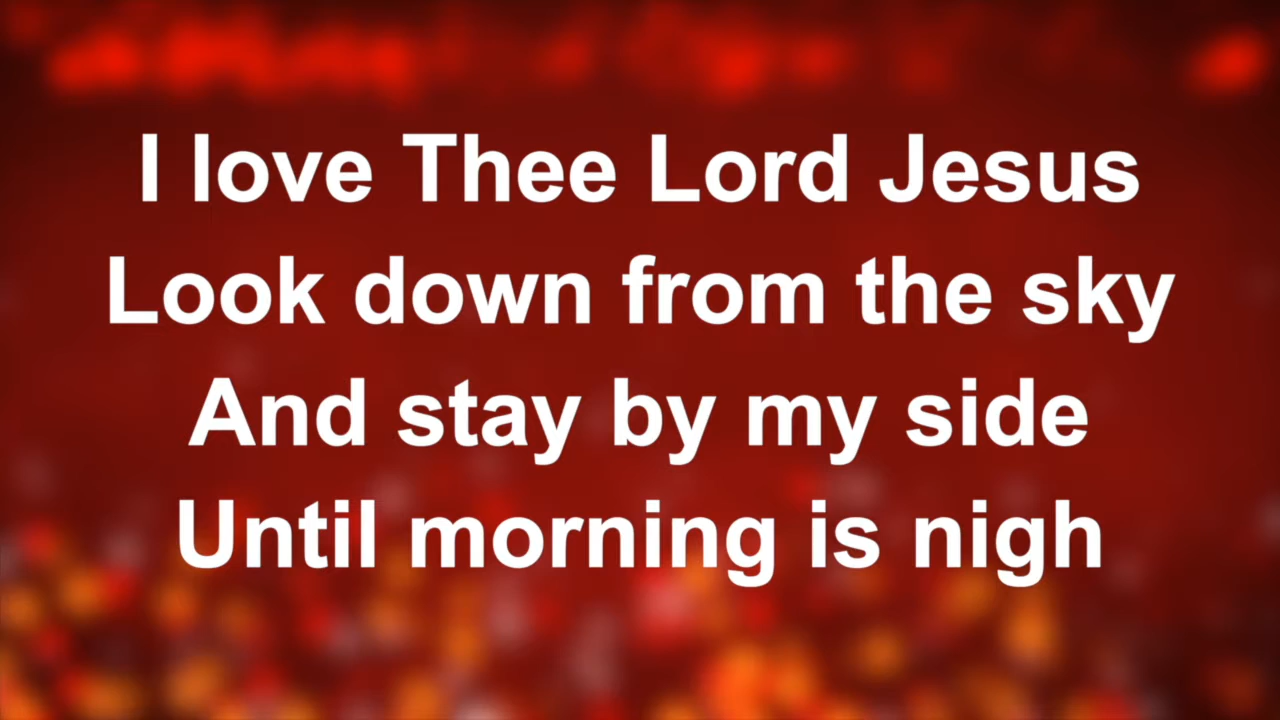 I love Thee Lord Jesus
Look down from the sky
And stay by my side
Until morning is nigh